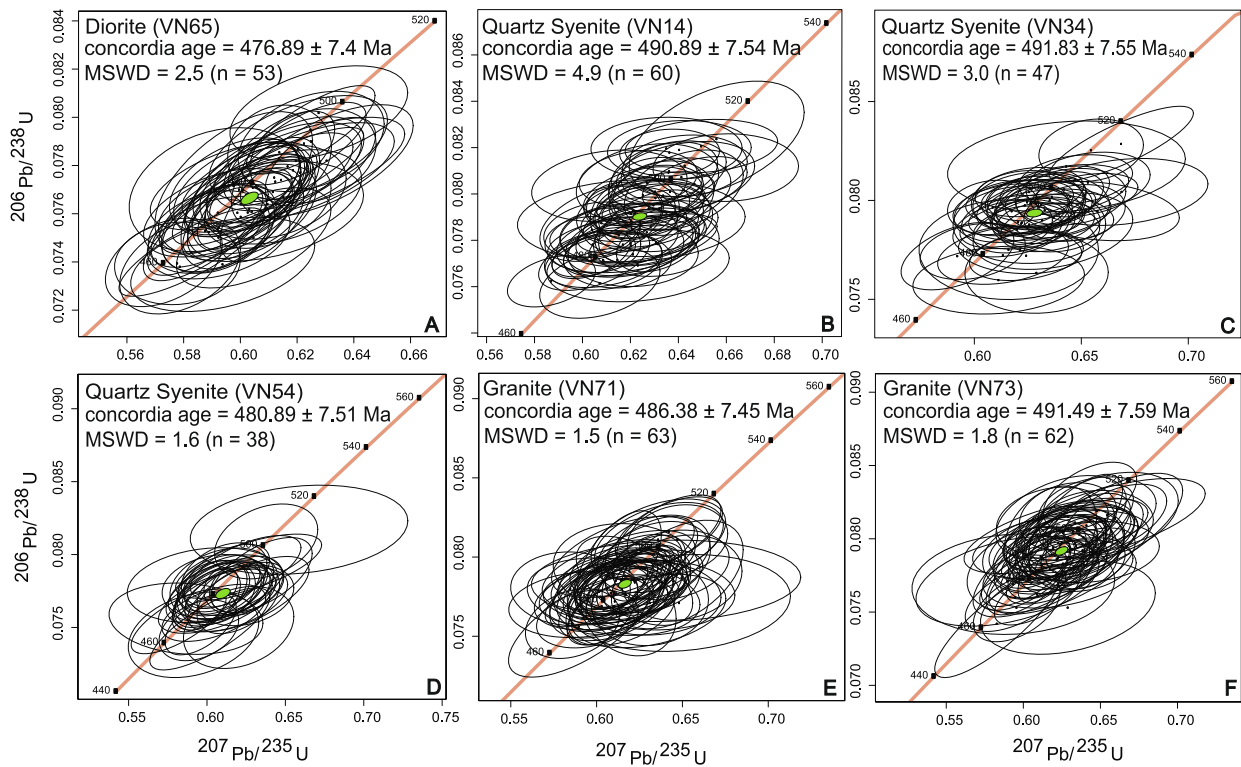 Diorite (VN65)
concordia age = 476.89 ± 7.4 Ma
MSWD = 2.5 (n = 53)
520
500
0.084
0.082
0.080
0.078
0.076
0.074
0.072
0.56
0.58
0.60
0.62
0.64
0.66
A
206Pb/238U
Quartz Syenite (VN14)
concordia age = 490.89 ± 7.54 Ma
MSWD = 4.9 (n = 60)
540
520
460
0.086
0.084
0.082
0.080
0.078
0.076
0.56
0.58
0.60
0.62
0.64
0.66
0.68
0.70
B
Quartz Syenite (VN34)
concordia age = 491.83 ± 7.55 Ma
MSWD = 3.0 (n = 47)
540
520
460
0.085
0.080
0.075
0.60
0.65
0.70
C
Quartz Syenite (VN54)
concordia age = 480.89 ± 7.51 Ma
MSWD = 1.6 (n = 38)
560
540
520
500
460
440
0.090
0.085
0.080
0.075
0.55
0.60
0.65
0.70
0.75
D
206Pb/238U
207Pb/235U
Granite (VN71)
concordia age = 486.38 ± 7.45 Ma
MSWD = 1.5 (n = 63)
560
540
520
460
0.090
0.085
0.080
0.075
0.55
0.60
0.65
0.70
E
207Pb/235U
Granite (VN73)
concordia age = 491.49 ± 7.59 Ma
MSWD = 1.8 (n = 62)
560
540
520
460
440
0.090
0.085
0.080
0.075
0.070
0.55
0.60
0.65
0.70
F
207Pb/235U